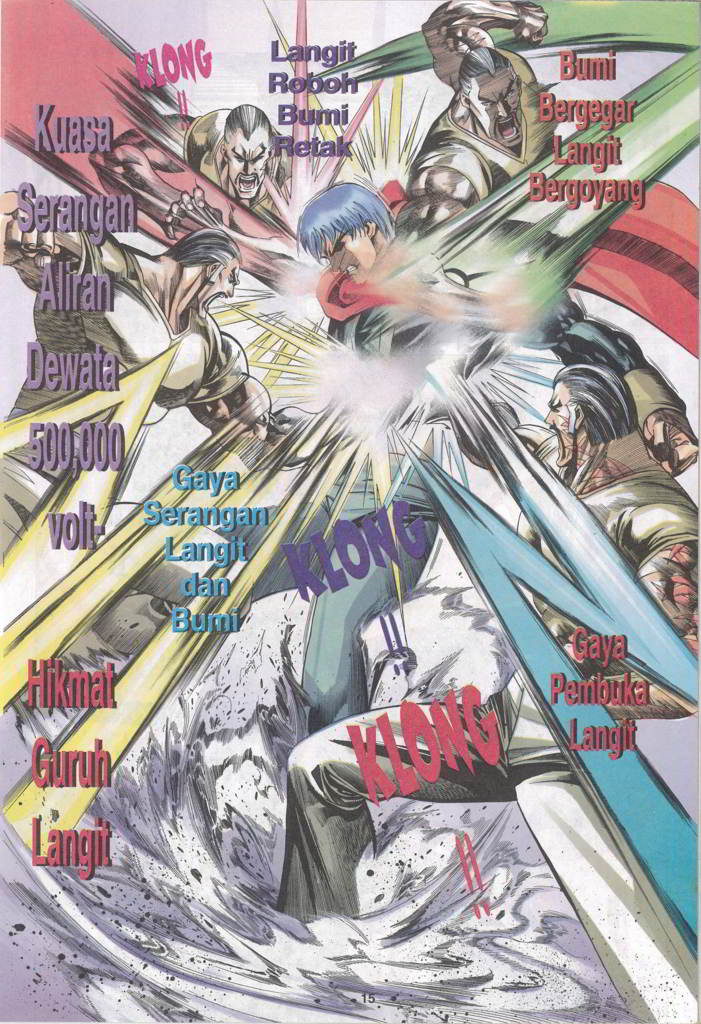 KLONG
!!
Langit
Roboh
Bumi
Retak
Bumi
Bergegar
Langit
Bergoyang
Kuasa
Serangan
Aliran
Dewata
500,000
volt-
Gaya
Serangan
Langit
dan
Bumi
KLONG
!!
Hikmat
Guruh
Langit
Gaya
Pembuka
Langit
KLONG
!!
15